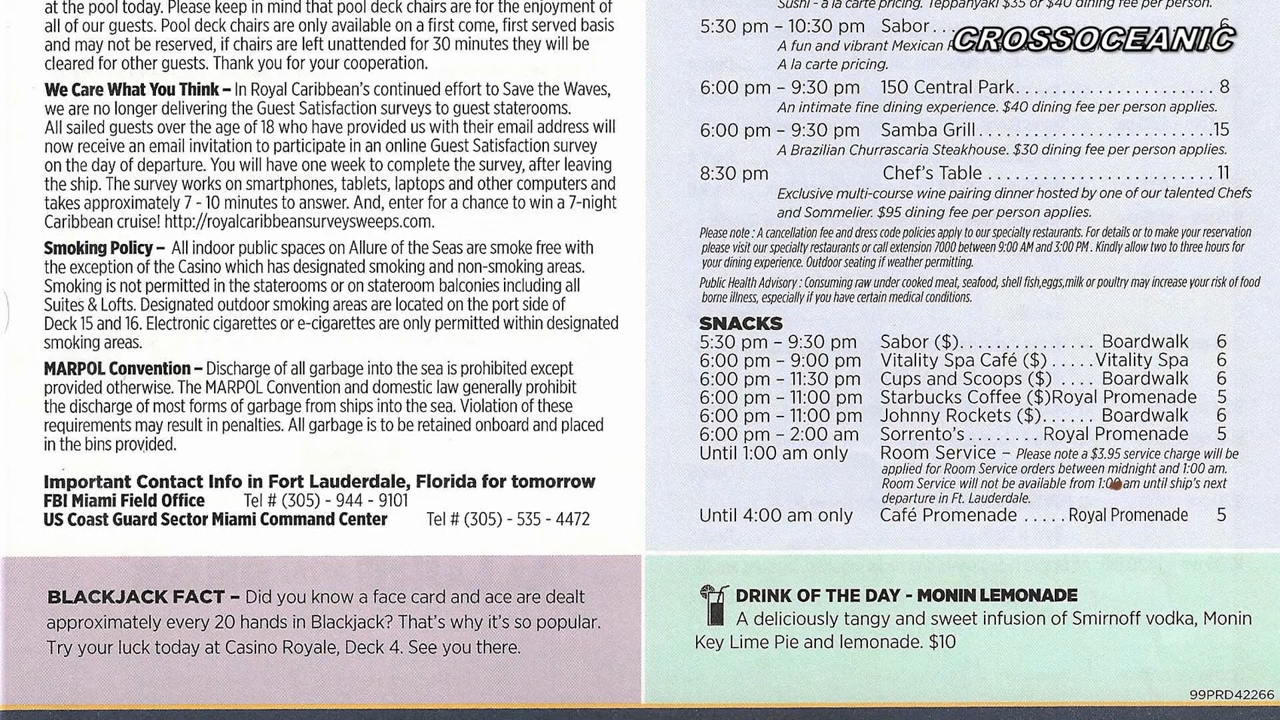 at the pool today. Please keep in mind that pool deck chairs are for the enjoyment of
all of our guests. Pool deck chairs are only available on a first come, first served basis
and may not be reserved, if chairs are left unattended for 30 minutes they will be
cleared for other guests. Thank you for your cooperation.
We Care What You Think – In Royal Caribbean's continued effort to Save the Waves,
we are no longer delivering the Guest Satisfaction surveys to guest staterooms.
All sailed guests over the age of 18 who have provided us with their email address will
now receive an email invitation to participate in an online Guest Satisfaction survey
on the day of departure. You will have one week to complete the survey, after leaving
the ship. The survey works on smartphones, tablets, laptops and other computers and
takes approximately 7 - 10 minutes to answer. And, enter for a chance to win a 7-night
Caribbean cruise! http://royalcaribbeansurveysweeps.com.
Smoking Policy – All indoor public spaces on Allure of the Seas are smoke free with
the exception of the Casino which has designated smoking and non-smoking areas.
Smoking is not permitted in the staterooms or on stateroom balconies including all
Suites & Lofts. Designated outdoor smoking areas are located on the port side of
Deck 15 and 16. Electronic cigarettes or e-cigarettes are only permitted within designated
smoking areas.
MARPOL Convention – Discharge of all garbage into the sea is prohibited except
provided otherwise. The MARPOL Convention and domestic law generally prohibit
the discharge of most forms of garbage from ships into the sea. Violation of these
requirements may result in penalties. All garbage is to be retained onboard and placed
in the bins provided.
Important Contact Info in Fort Lauderdale, Florida for tomorrow
FBI Miami Field Office Tel # (305) - 944 - 9101
US Coast Guard Sector Miami Command Center Tel # (305) - 535 - 4472
BLACKJACK FACT – Did you know a face card and ace are dealt
approximately every 20 hands in Blackjack? That's why it's so popular.
Try your luck today at Casino Royale, Deck 4. See you there.
Sushi - à la carte pricing. Teppanyaki $35 or $40 dining fee per person.
5:30 pm – 10:30 pm Sabor.. 6
CROSSOCEANIC
A fun and vibrant Mexican
A la carte pricing.
6:00 pm – 9:30 pm 150 Central Park........................ 8
An intimate fine dining experience. $40 dining fee per person applies.
6:00 pm – 9:30 pm Samba Grill............................15
A Brazilian Churrascaria Steakhouse. $30 dining fee per person applies.
8:30 pm Chef's Table ...........................11
Exclusive multi-course wine pairing dinner hosted by one of our talented Chefs
and Sommelier. $95 dining fee per person applies.
Please note : A cancellation fee and dress code policies apply to our specialty restaurants. For details or to make your reservation
please visit our specialty restaurants or call extension 7000 between 9:00 AM and 3:00 PM . Kindly allow two to three hours for
your dining experience. Outdoor seating if weather permitting.
Public Health Advisory : Consuming raw under cooked meat, seafood, shell fish,eggs,milk or poultry may increase your risk of food
borne illness, especially if you have certain medical conditions.
SNACKS
5:30 pm – 9:30 pm Sabor ($)............... Boardwalk 6
6:00 pm – 9:00 pm Vitality Spa Café ($) .....Vitality Spa 6
6:00 pm – 11:30 pm Cups and Scoops ($) .... Boardwalk 6
6:00 pm – 11:00 pm Starbucks Coffee ($)Royal Promenade 5
6:00 pm – 11:00 pm Johnny Rockets ($)...... Boardwalk 6
6:00 pm – 2:00 am Sorrento's........ Royal Promenade 5
Until 1:00 am only Room Service – Please note a $3.95 service charge will be
applied for Room Service orders between midnight and 1:00 am.
Room Service will not be available from 1:00 am until ship's next
departure in Ft. Lauderdale.
Until 4:00 am only Café Promenade ..... Royal Promenade 5
DRINK OF THE DAY - MONIN LEMONADE
A deliciously tangy and sweet infusion of Smirnoff vodka, Monin
Key Lime Pie and lemonade. $10
99PRD42266